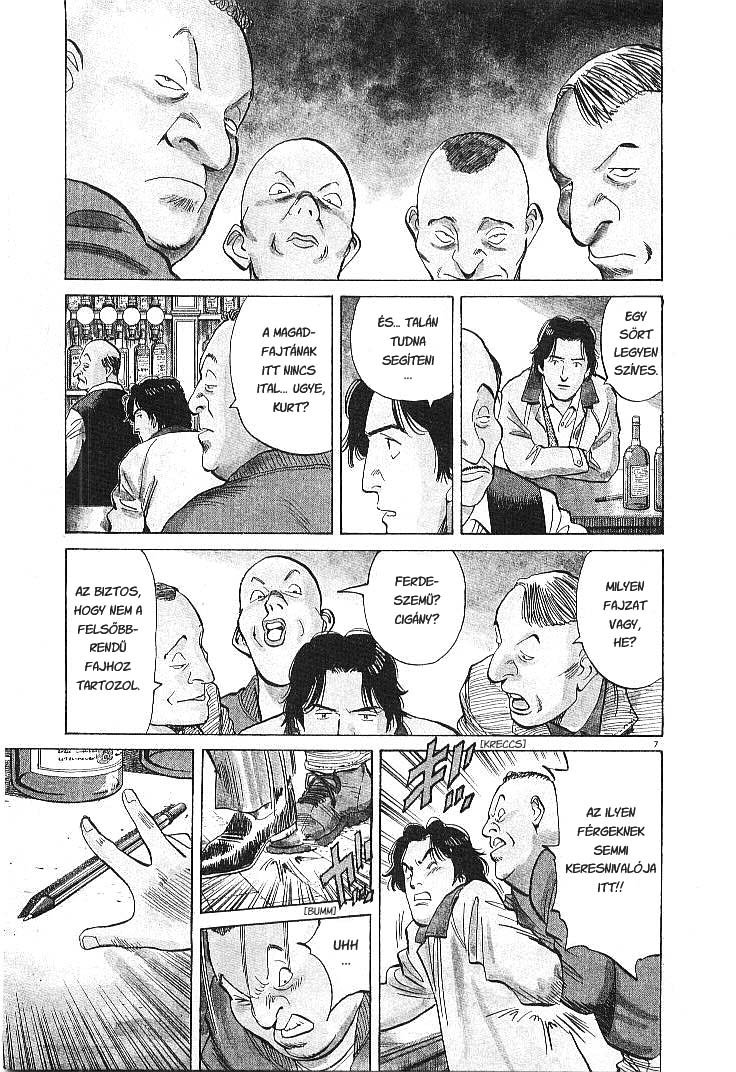 EGY
SÖRT
LEGYEN
SZÍVES.
ÉS... TALÁN
TUDNA
SEGÍTENI
...
A MAGAD-
FAJTÁNAK
ITT NINCS
ITAL... UGYE,
KURT?
MILYEN
FAJZAT
VAGY,
HE?
FERDE-
SZEMŰ?
CIGÁNY?
AZ BIZTOS,
HOGY NEM A
FELSŐBB-
RENDŰ
FAJHOZ
TARTOZOL.
7
[KRECCS]
AZ ILYEN
FÉRGEKNEK
SEMMI
KERESNIVALÓJA
ITT!!
[BUMM]
UHH
...